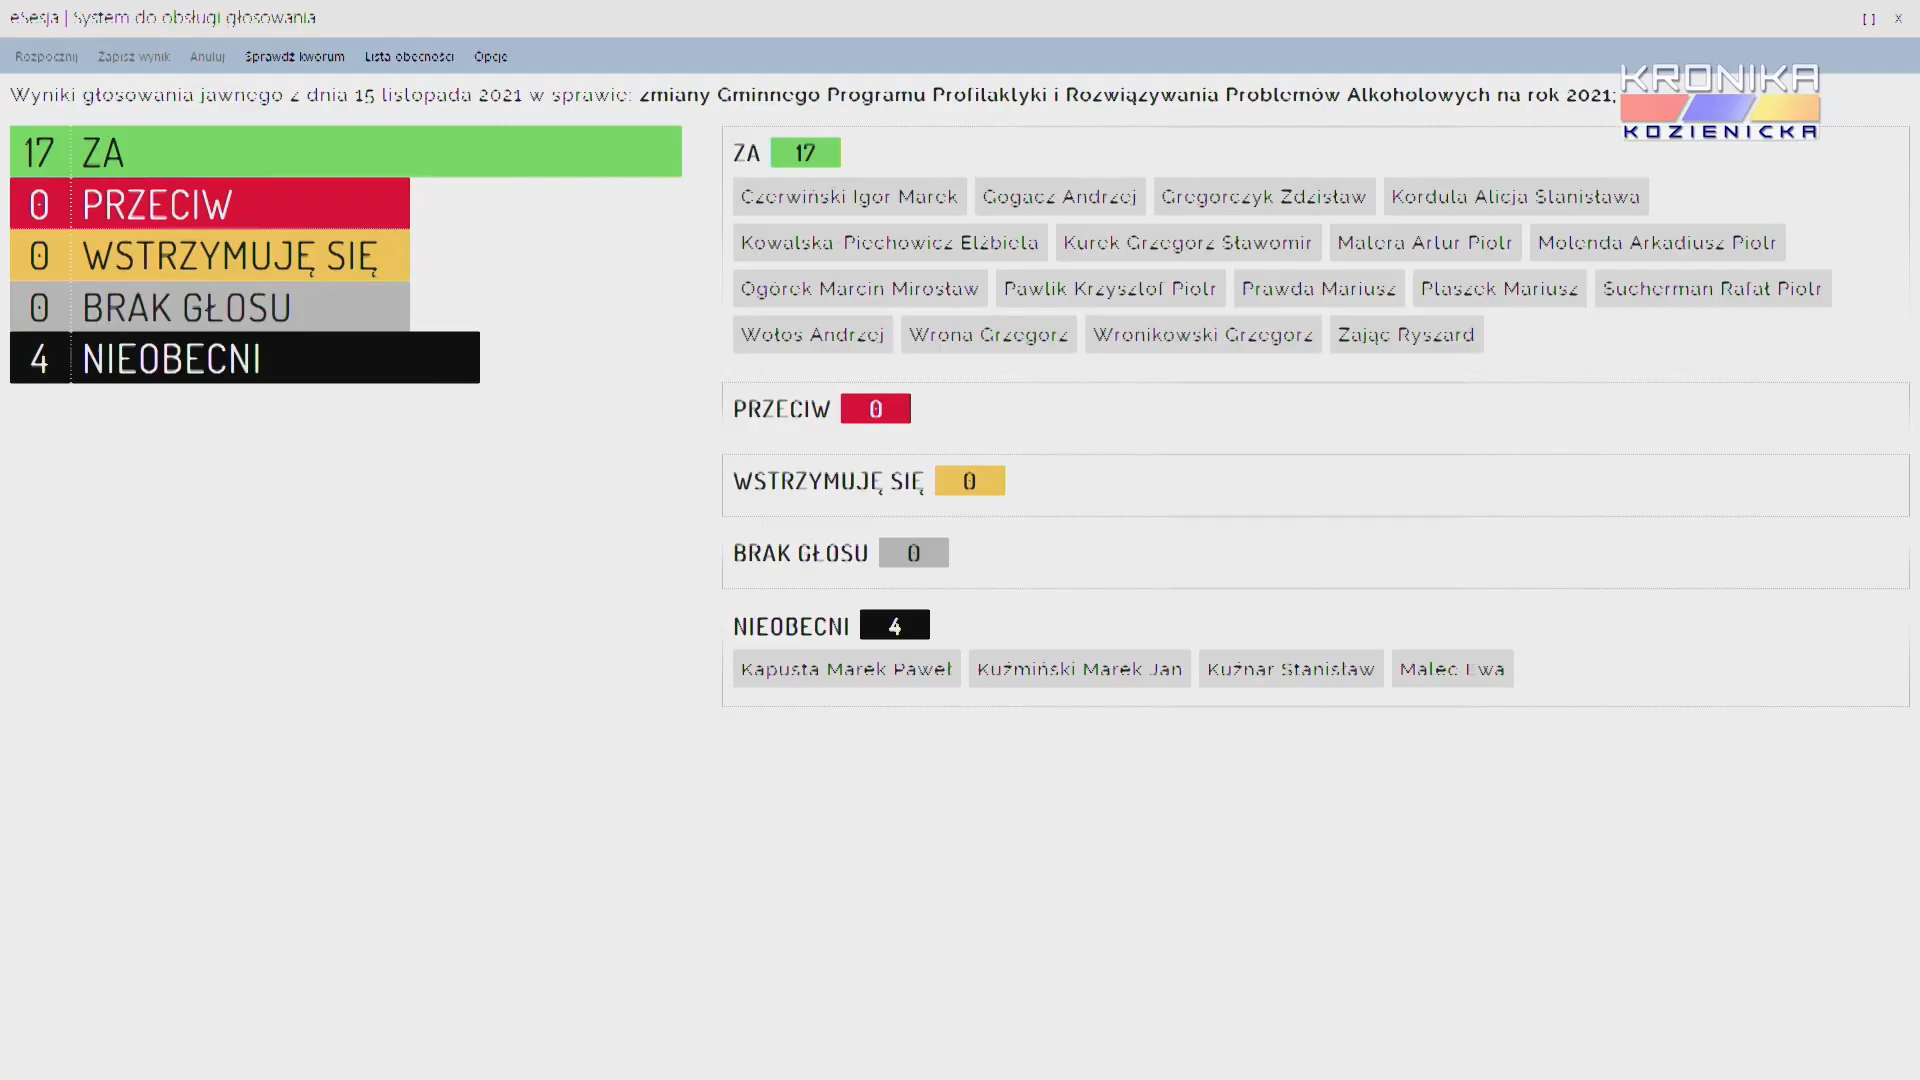 eSesja | System do obsługi głosowania
[ ] X
Rozpocznij Zapisz wynik Anuluj Sprawdź kworum Lista obecności Opcje
Wyniki głosowania jawnego z dnia 15 listopada 2021 w sprawie: zmiany Gminnego Programu Profilaktyki i Rozwiązywania Problemów Alkoholowych na rok 2021;
KRONIKA
KOZIENICKA
17 ZA
0 PRZECIW
0 WSTRZYMUJĘ SIĘ
0 BRAK GŁOSU
4 NIEOBECNI
ZA 17
Czerwiński Igor Marek Gogacz Andrzej Gregorczyk Zdzisław Kordula Alicja Stanisława
Kowalska-Piechowicz Elżbieta Kurek Grzegorz Sławomir Matera Artur Piotr Molenda Arkadiusz Piotr
Ogórek Marcin Mirosław Pawlik Krzysztof Piotr Prawda Mariusz Ptaszek Mariusz Sucherman Rafał Piotr
Wołos Andrzej Wrona Grzegorz Wronikowski Grzegorz Zając Ryszard
PRZECIW 0
WSTRZYMUJĘ SIĘ 0
BRAK GŁOSU 0
NIEOBECNI 4
Kapusta Marek Paweł Kuźmiński Marek Jan Kuźnar Stanisław Malec Ewa